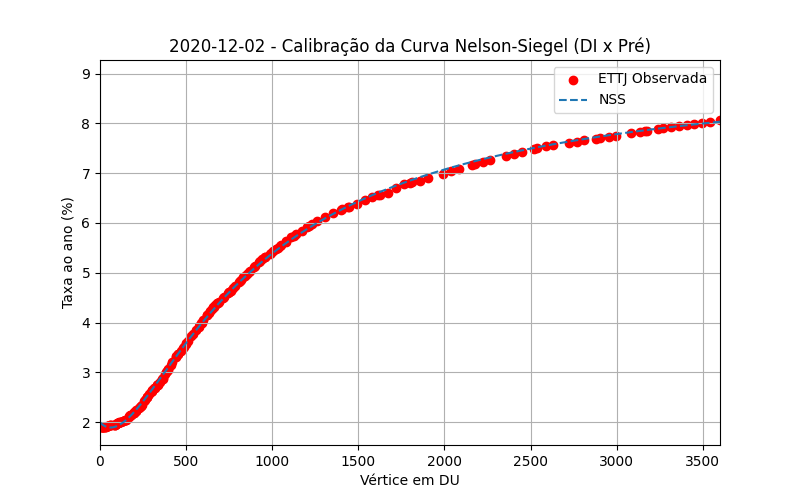 2020-12-02 - Calibração da Curva Nelson-Siegel (DI x Pré)
ETTJ Observada
NSS
Taxa ao ano (%)
9
8
7
6
5
4
3
2
0 500 1000 1500 2000 2500 3000 3500
Vértice em DU